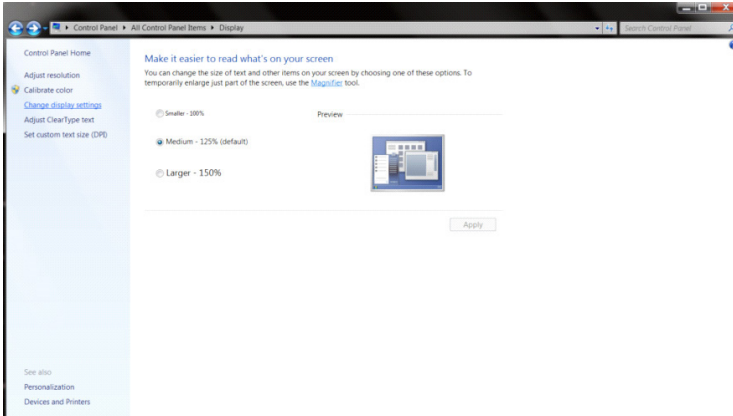 Control Panel ▸ All Control Panel Items ▸ Display
Search Control Panel
Control Panel Home
Adjust resolution
Calibrate color
Change display settings
Adjust ClearType text
Set custom text size (DPI)
Make it easier to read what's on your screen
You can change the size of text and other items on your screen by choosing one of these options. To
temporarily enlarge just part of the screen, use the Magnifier tool.
Smaller - 100%
Preview
Medium - 125% (default)
Larger - 150%
Apply
See also
Personalization
Devices and Printers